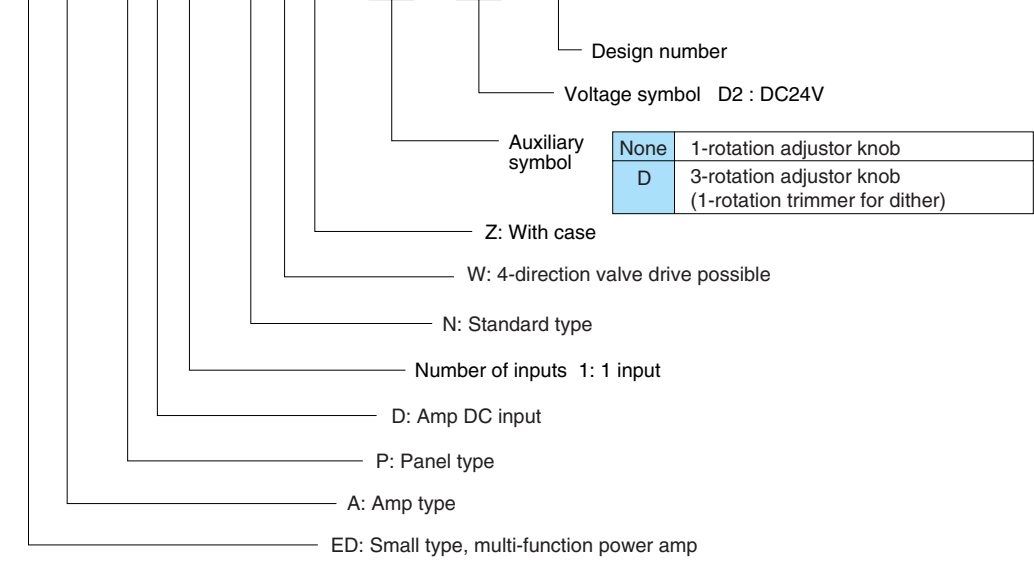 Design number
Voltage symbol D2 : DC24V
Auxiliary
symbol
None 1-rotation adjustor knob
D 3-rotation adjustor knob
(1-rotation trimmer for dither)
Z: With case
W: 4-direction valve drive possible
N: Standard type
Number of inputs 1: 1 input
D: Amp DC input
P: Panel type
A: Amp type
ED: Small type, multi-function power amp